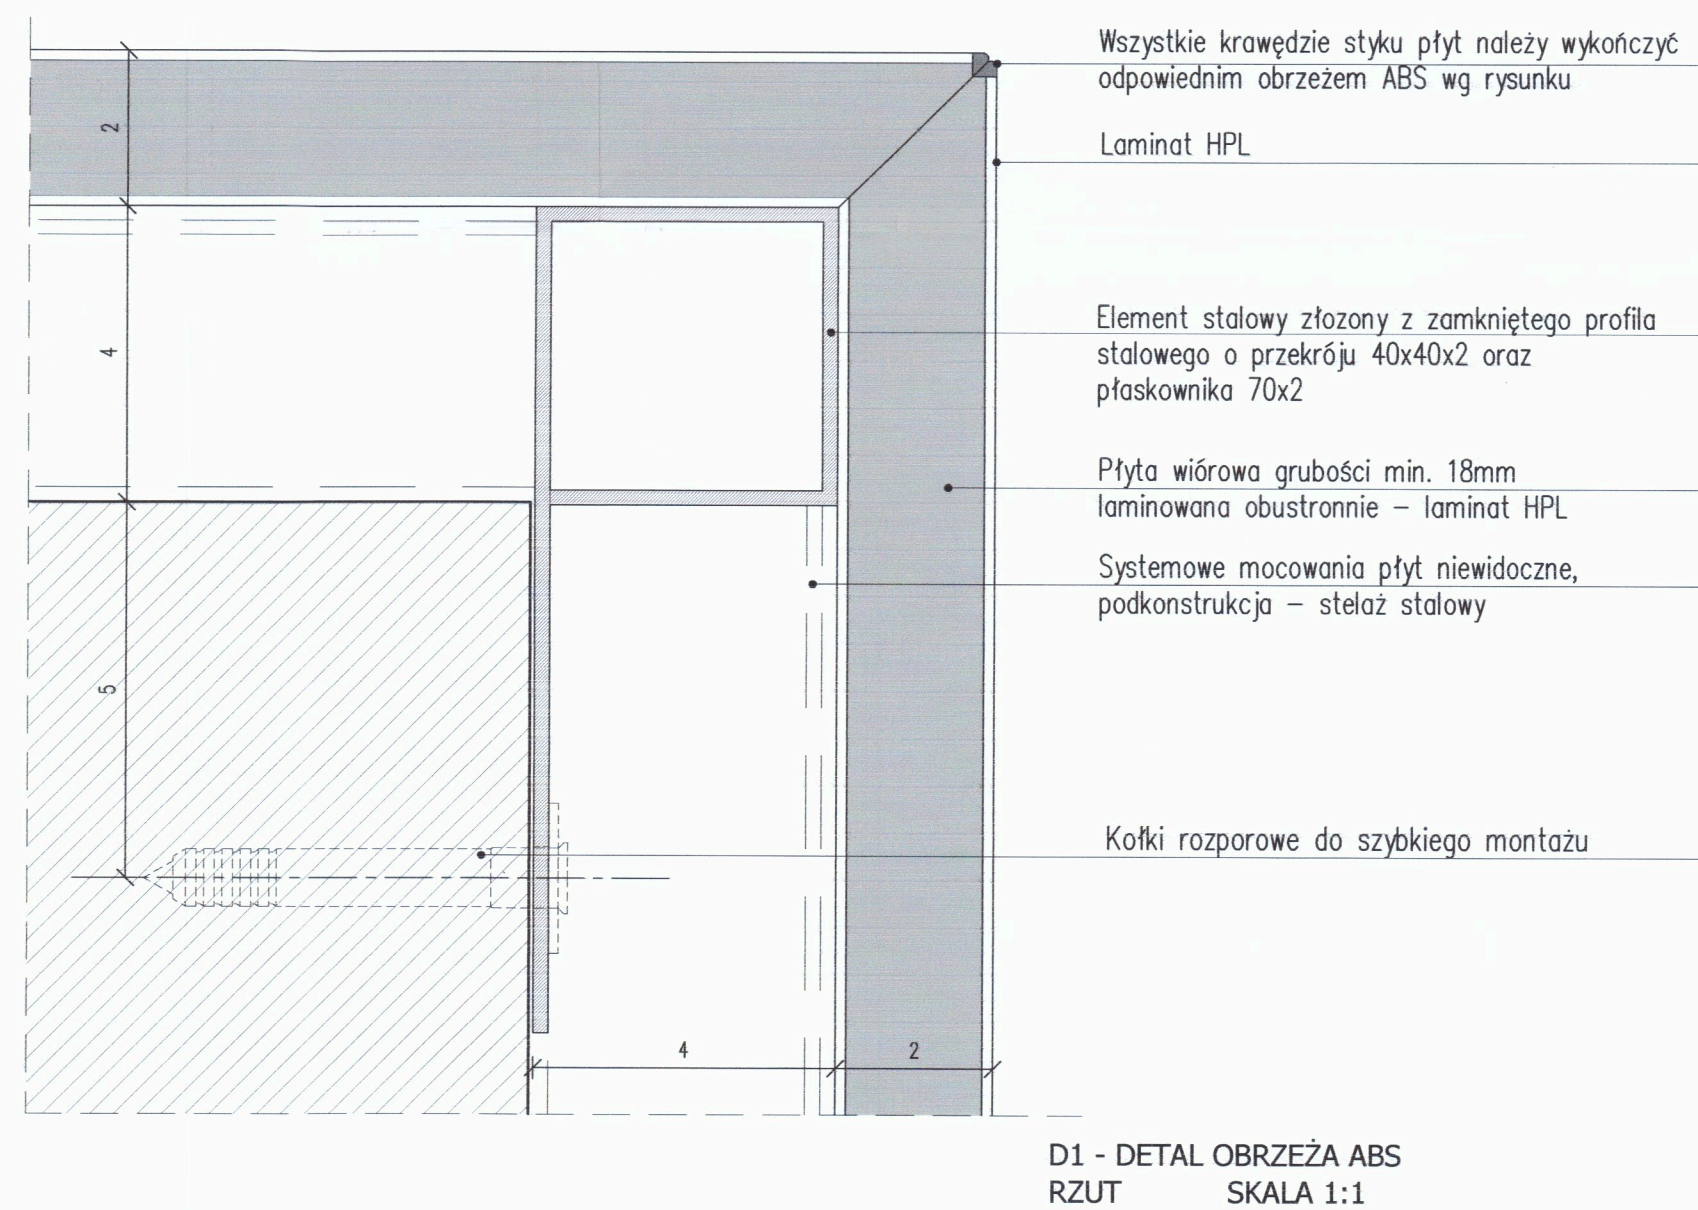 Wszystkie krawędzie styku płyt należy wykończyć
odpowiednim obrzeżem ABS wg rysunku
Laminat HPL
2
4
5
Element stalowy złozony z zamkniętego profila
stalowego o przekróju 40x40x2 oraz
płaskownika 70x2
Płyta wiórowa grubości min. 18mm
laminowana obustronnie – laminat HPL
Systemowe mocowania płyt niewidoczne,
podkonstrukcja – stelaż stalowy
Kołki rozporowe do szybkiego montażu
4
2
D1 - DETAL OBRZEŻA ABS
RZUT SKALA 1:1